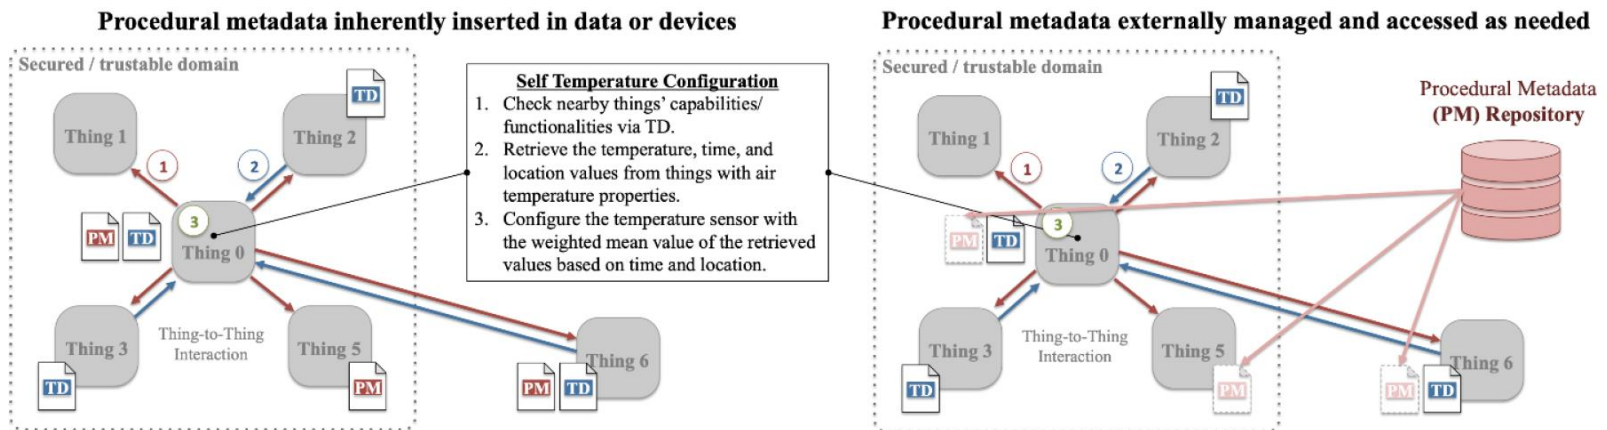 Procedural metadata inherently inserted in data or devices
Secured / trustable domain
TD
Thing 1
Thing 2
1
2
3
PM
TD
Thing 0
Thing 3
Thing-to-Thing
Interaction
Thing 5
TD
PM
Thing 6
PM
TD
Self Temperature Configuration
1. Check nearby things' capabilities/
functionalities via TD.
2. Retrieve the temperature, time, and
location values from things with air
temperature properties.
3. Configure the temperature sensor with
the weighted mean value of the retrieved
values based on time and location.
Procedural metadata externally managed and accessed as needed
Secured / trustable domain
TD
Thing 1
Thing 2
1
2
3
PM
TD
Thing 0
Thing 3
Thing-to-Thing
Interaction
Thing 5
TD
PM
Thing 6
PM
TD
Procedural Metadata
(PM) Repository